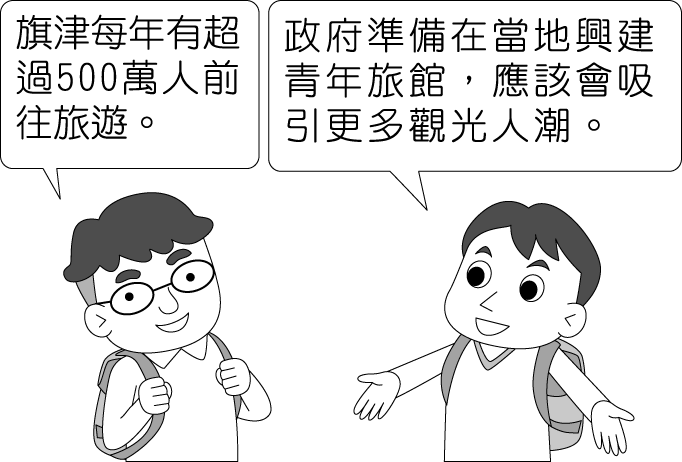 旗津每年有超
過500萬人前
往旅遊。
政府準備在當地興建
青年旅館，應該會吸
引更多觀光人潮。